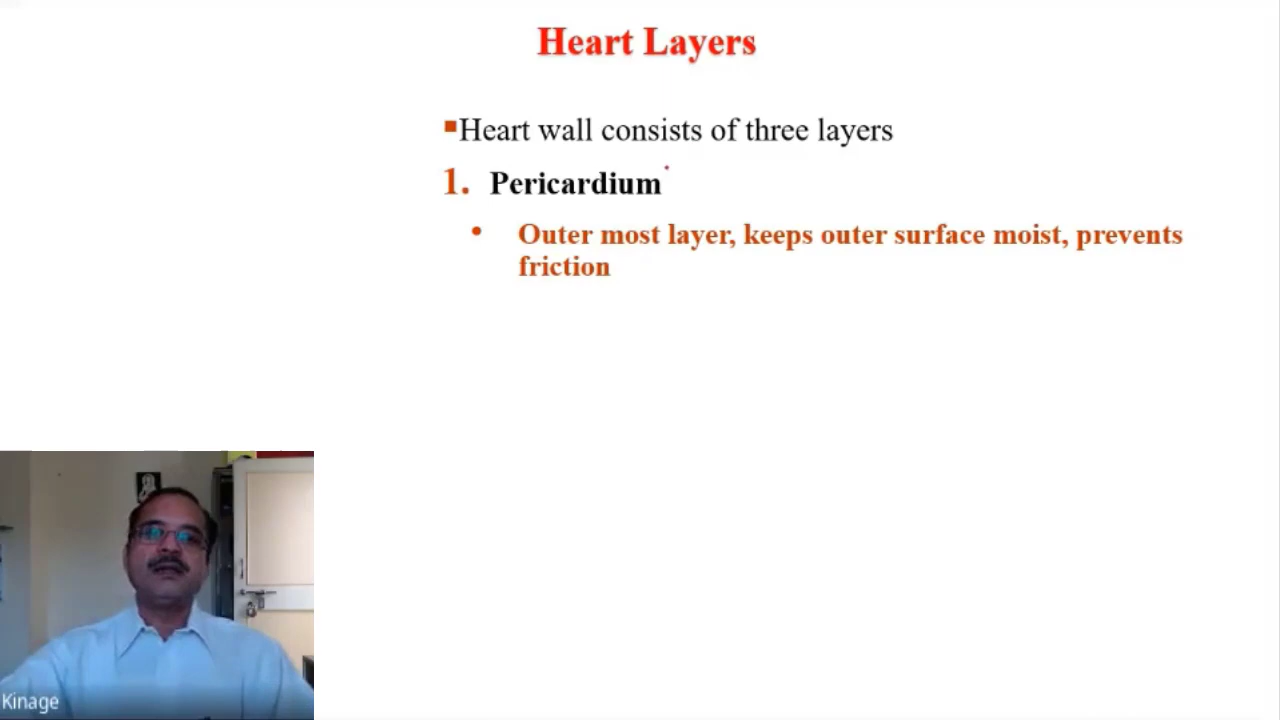 Heart Layers
▪Heart wall consists of three layers
1. Pericardium
• Outer most layer, keeps outer surface moist, prevents
friction
Kinage